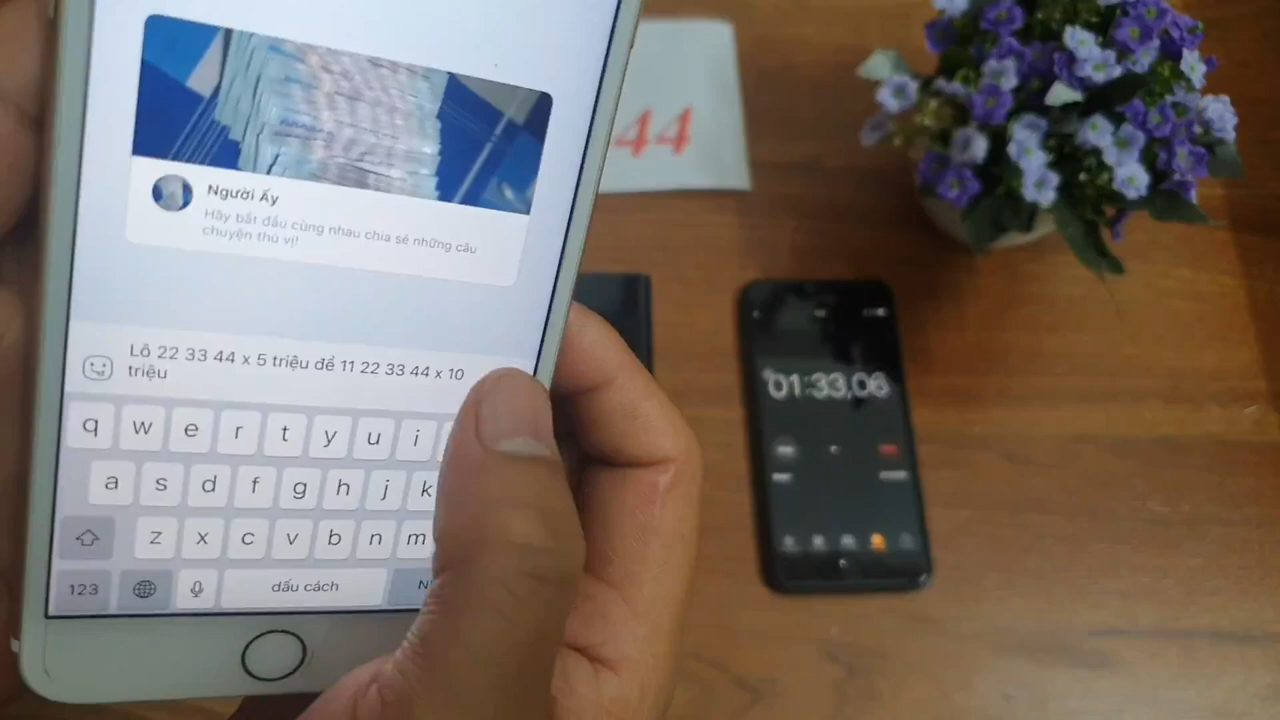 Người Ấy
Hãy bắt đầu cùng nhau chia sẻ những câu
chuyện thú vị!
Lô 22 33 44 x 5 triệu đề 11 22 33 44 x 10
triệu
q w e r t y u i
a s d f g h j k
z x c v b n m
123
dấu cách
44
01:33,06